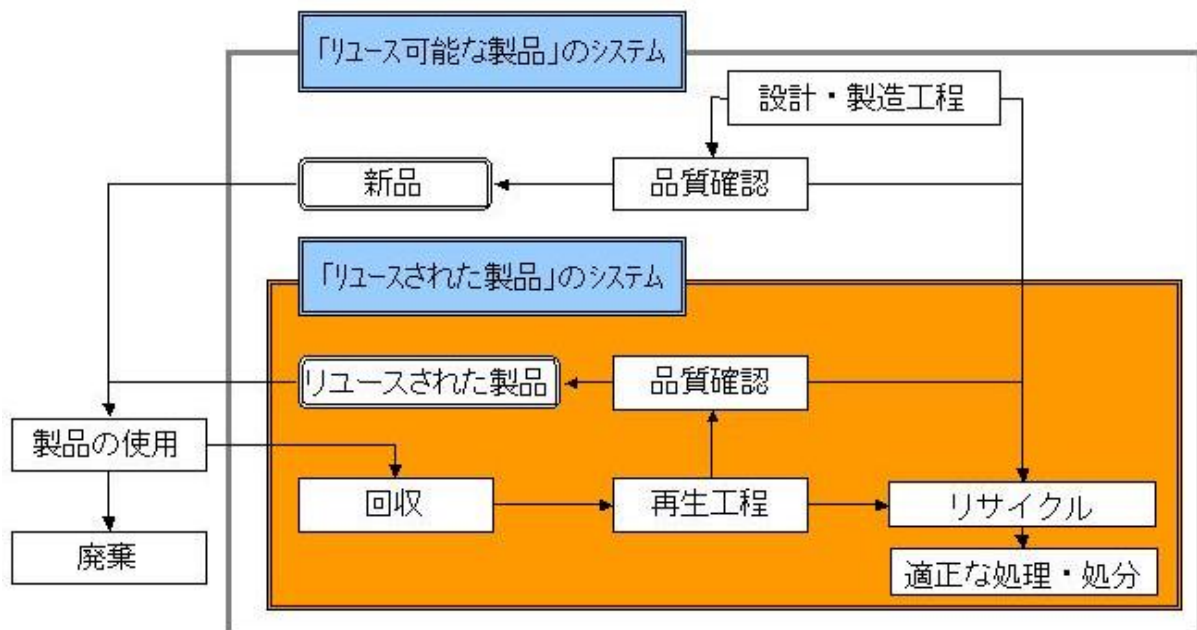 「リユース可能な製品」のシステム
設計・製造工程
新品
品質確認
「リユースされた製品」のシステム
リユースされた製品
品質確認
製品の使用
回収
再生工程
リサイクル
廃棄
適正な処理・処分